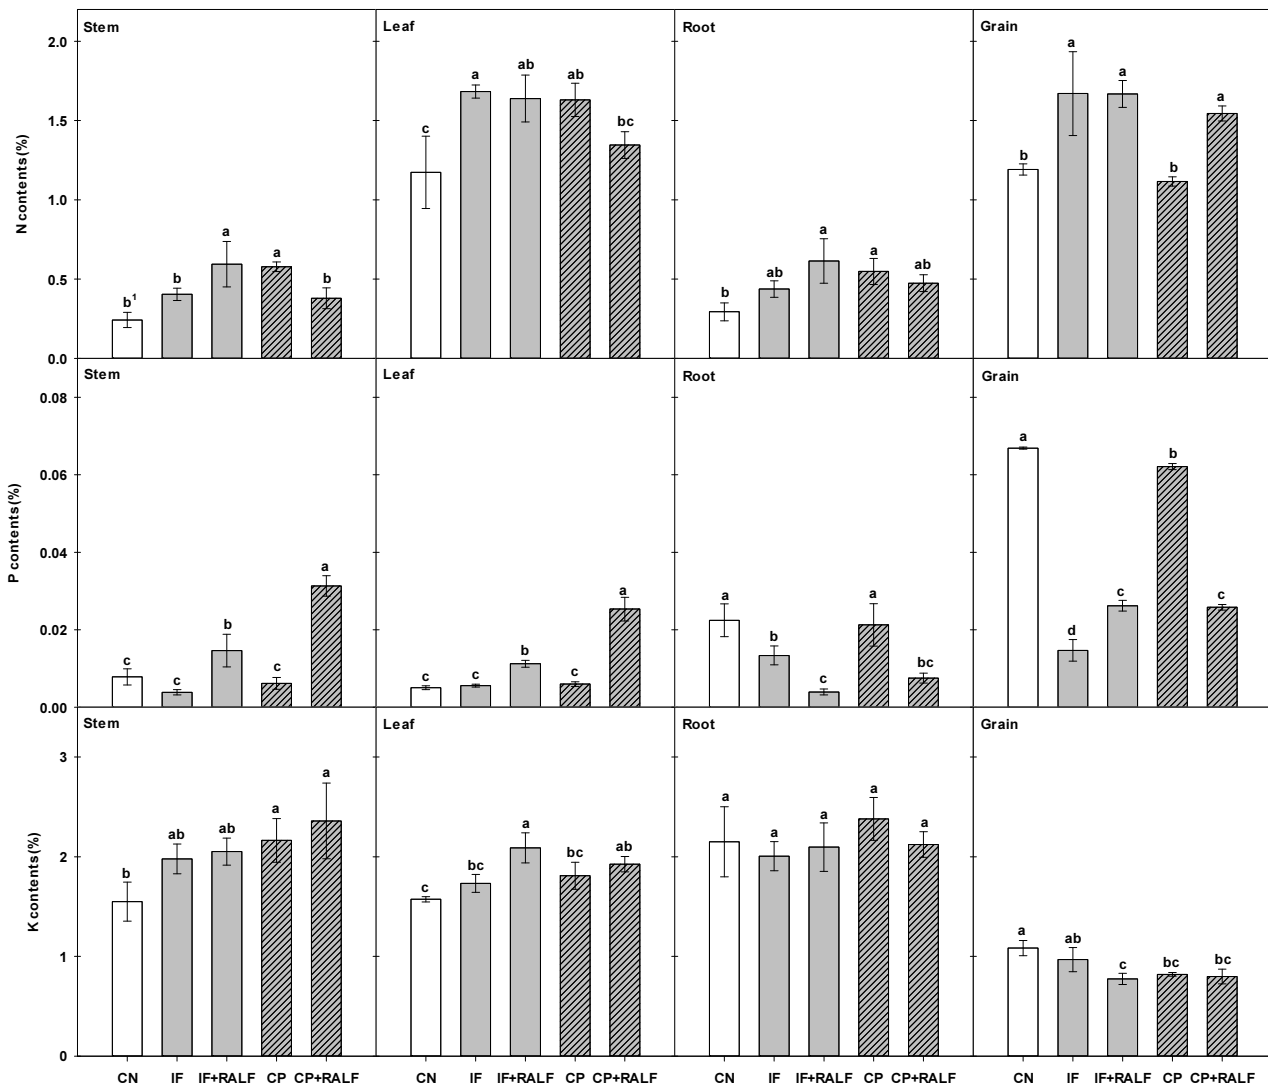 Stem Leaf Root Grain
N contents(%)
2.0
1.5
1.0
0.5
0.0
b¹ b a a b
c a ab ab bc
b ab a a ab
b a a b a
Stem Leaf Root Grain
P contents(%)
0.08
0.06
0.04
0.02
0.00
c c b c a
c c b c a
a b c a bc
a d c b c
Stem Leaf Root Grain
K contents(%)
3
2
1
0
b ab ab a a
c bc a bc ab
a a a a a
a ab c bc bc
CN IF IF+RALF CP CP+RALF CN IF IF+RALF CP CP+RALF CN IF IF+RALF CP CP+RALF CN IF IF+RALF CP CP+RALF